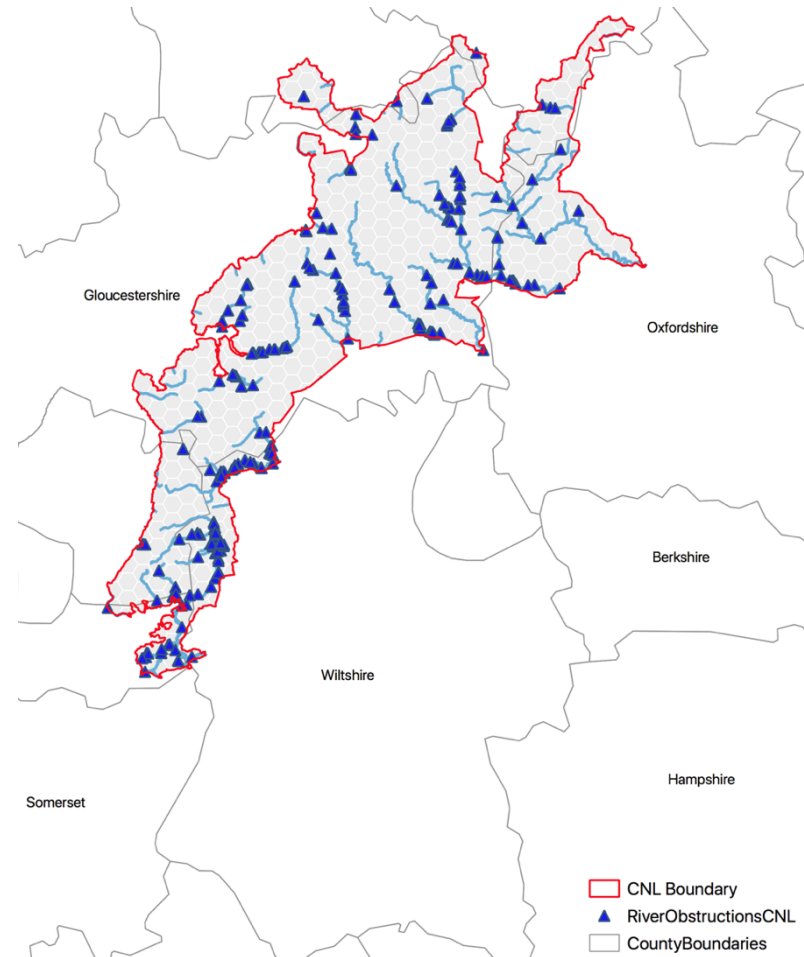 Gloucestershire
Oxfordshire
Berkshire
Wiltshire
Hampshire
Somerset
CNL Boundary
RiverObstructionsCNL
CountyBoundaries